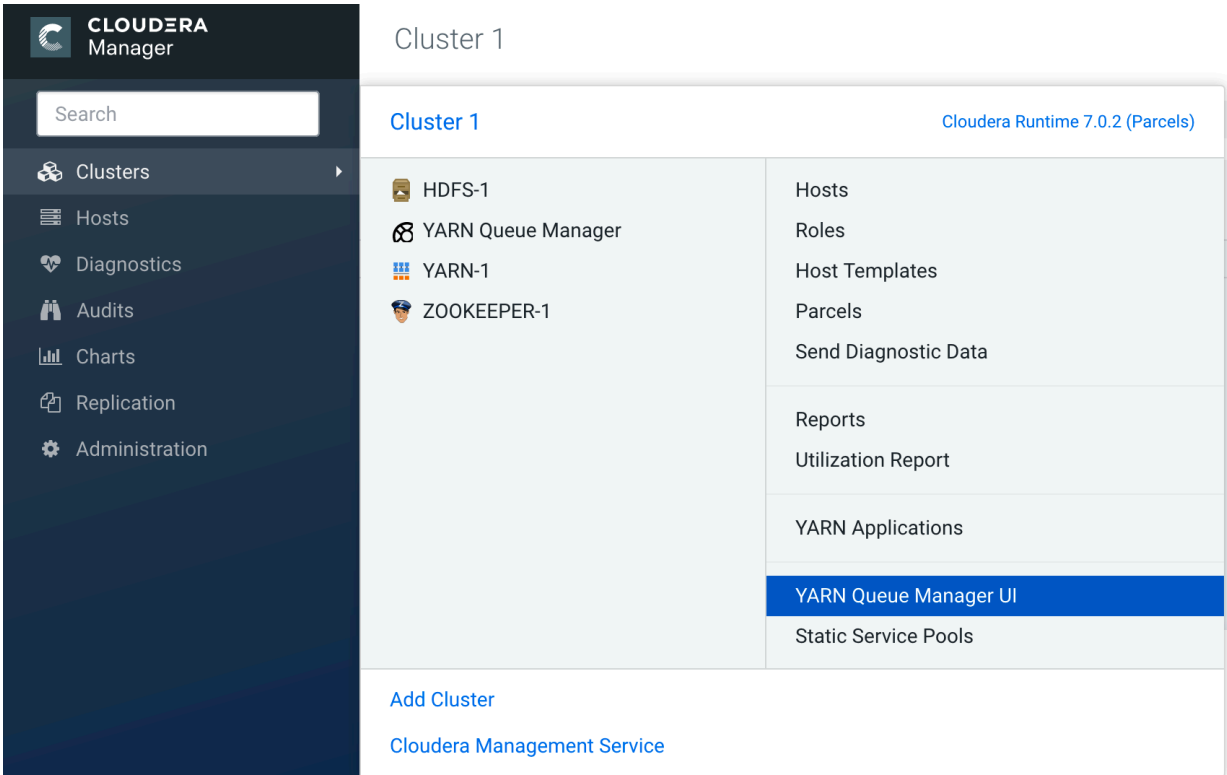 CLOUDERA
Manager
Cluster 1
Search
Clusters
Hosts
Diagnostics
Audits
Charts
Replication
Administration
Cluster 1
Cloudera Runtime 7.0.2 (Parcels)
HDFS-1
YARN Queue Manager
YARN-1
ZOOKEEPER-1
Hosts
Roles
Host Templates
Parcels
Send Diagnostic Data
Reports
Utilization Report
YARN Applications
YARN Queue Manager UI
Static Service Pools
Add Cluster
Cloudera Management Service